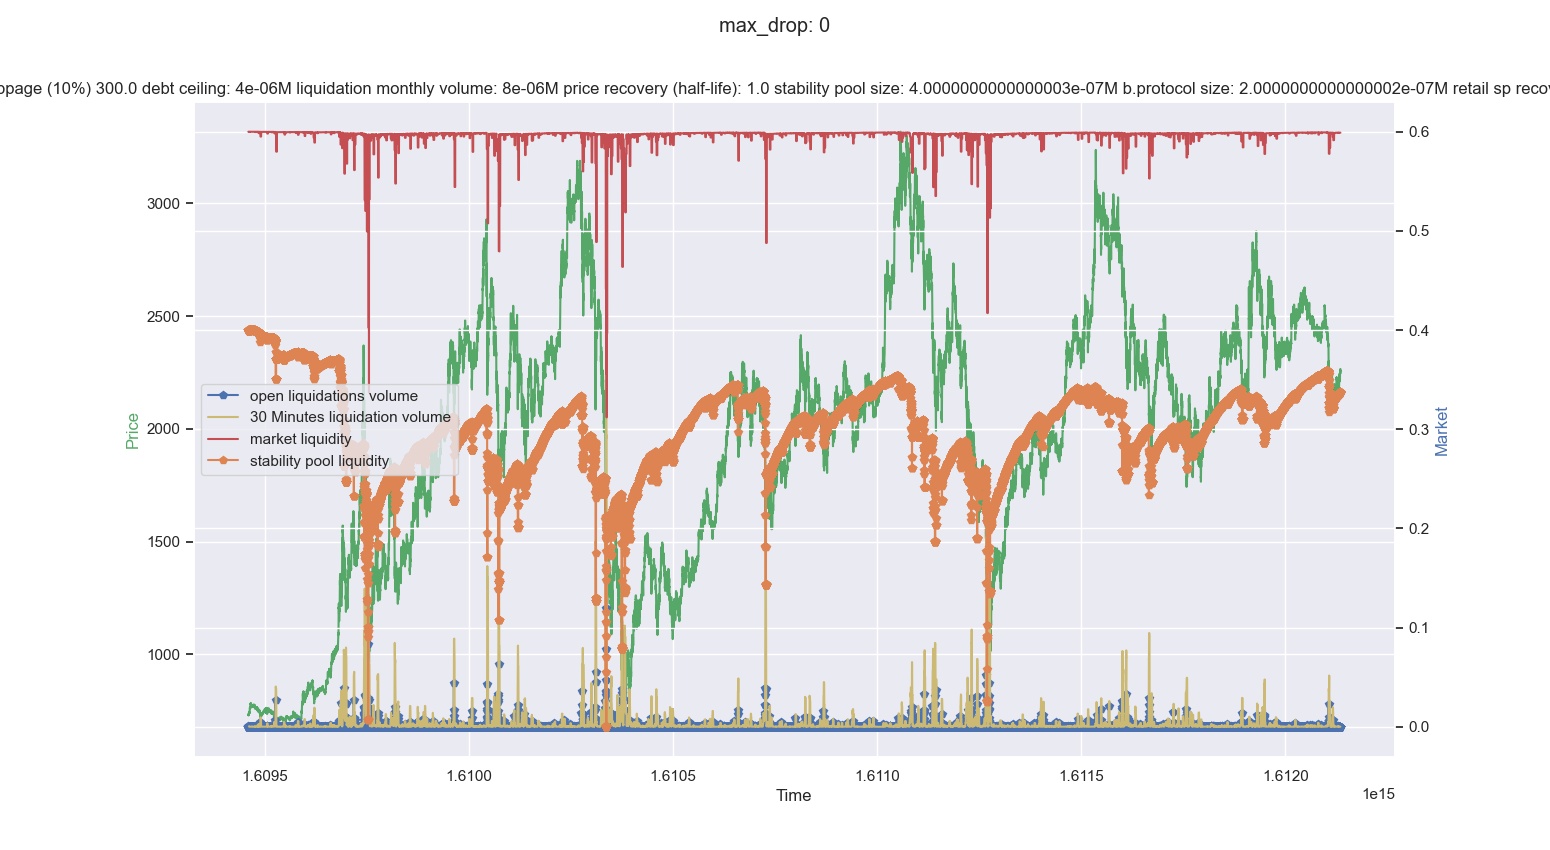 max_drop: 0
(10%) 300.0 debt ceiling: 4e-06M liquidation monthly volume: 8e-06M price recovery (half-life): 1.0 stability pool size: 4.0000000000000003e-07M b.protocol size: 2.0000000000000002e-07M retail sp
3000
2500
2000
1500
1000
Price
0.6
0.5
0.4
0.3
0.2
0.1
0.0
Market
open liquidations volume
30 Minutes liquidation volume
market liquidity
stability pool liquidity
1.6095
1.6100
1.6105
1.6110
1.6115
1.6120
Time
1e15